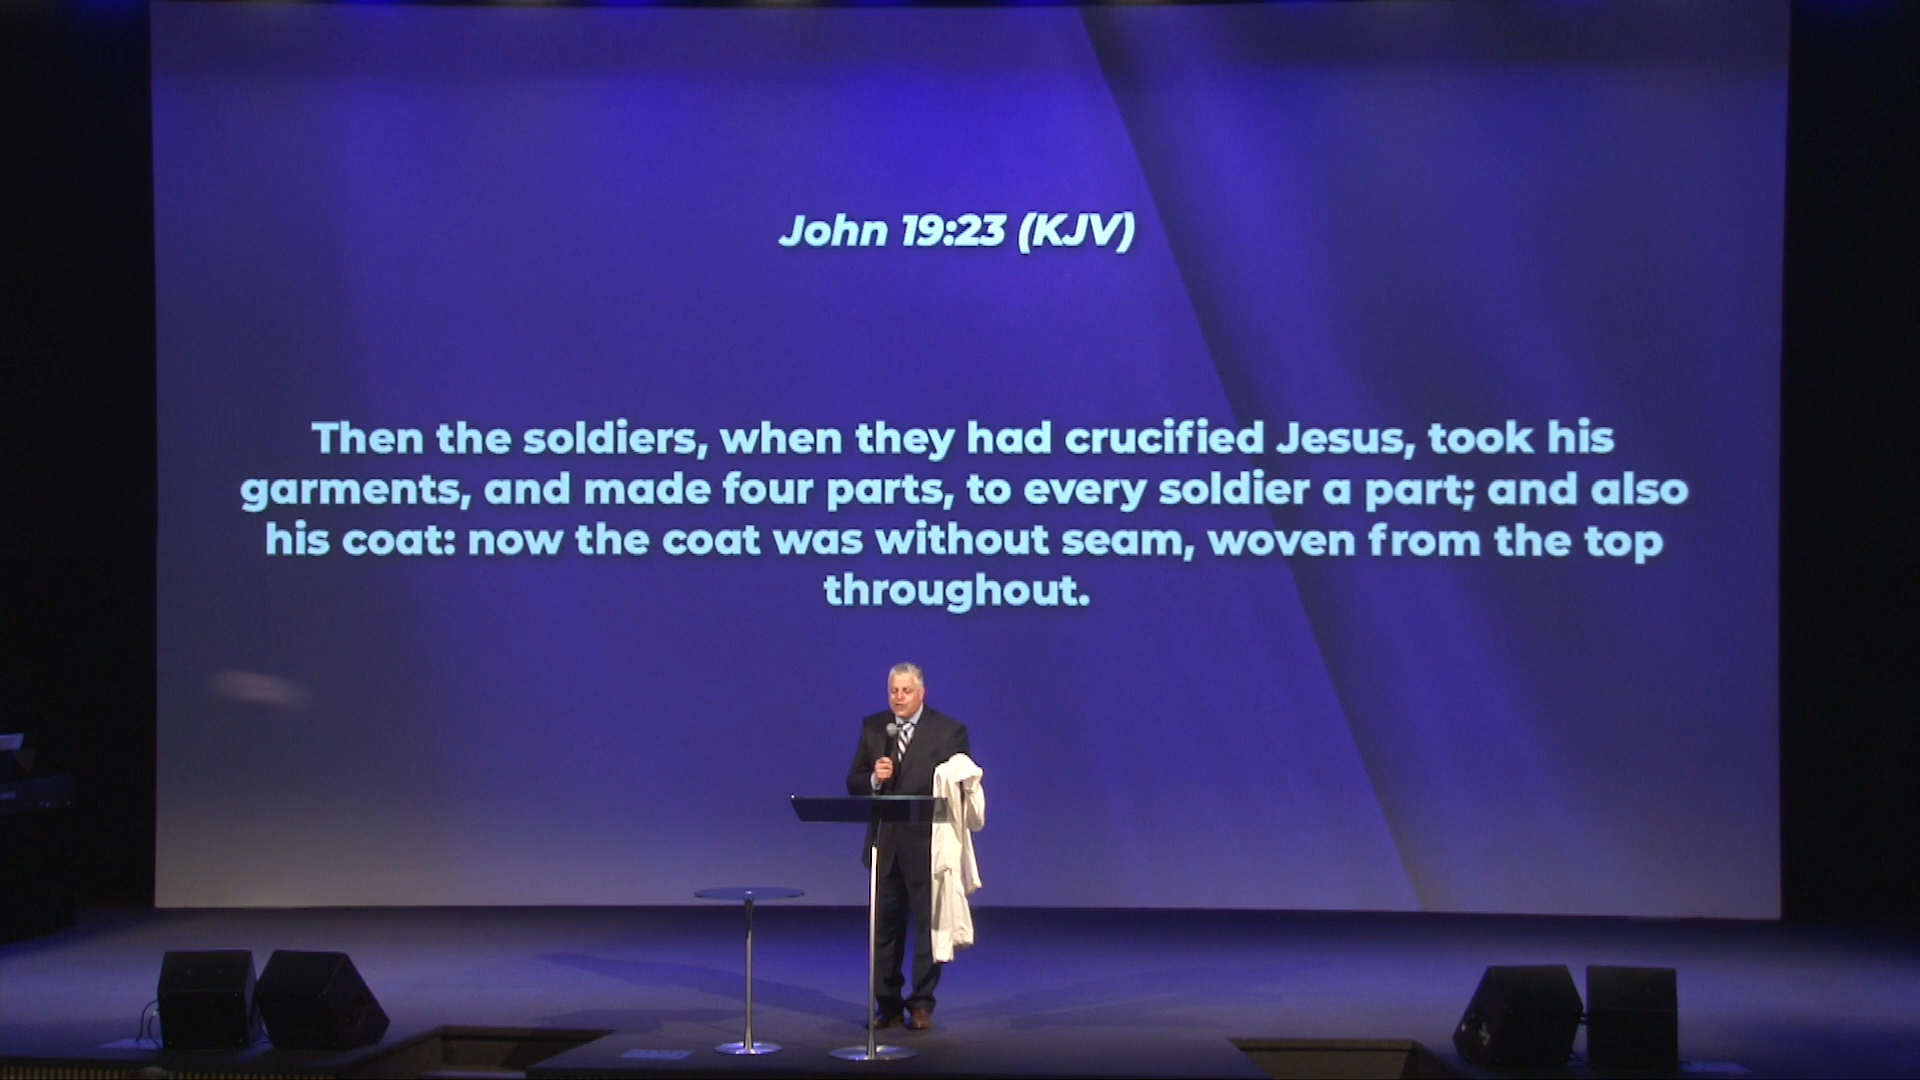 John 19:23 (KJV)
Then the soldiers, when they had crucified Jesus, took his
garments, and made four parts, to every soldier a part; and also
his coat: now the coat was without seam, woven from the top
throughout.